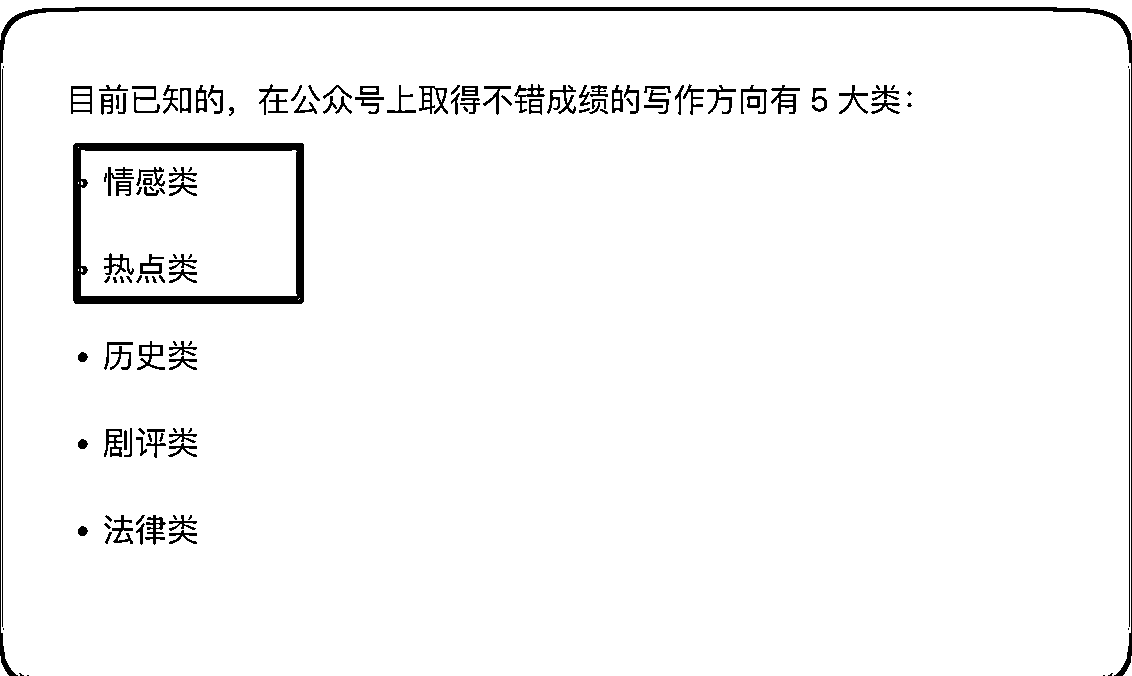 目前已知的，在公众号上取得不错成绩的写作方向有 5 大类：
• 情感类
• 热点类
• 历史类
• 剧评类
• 法律类